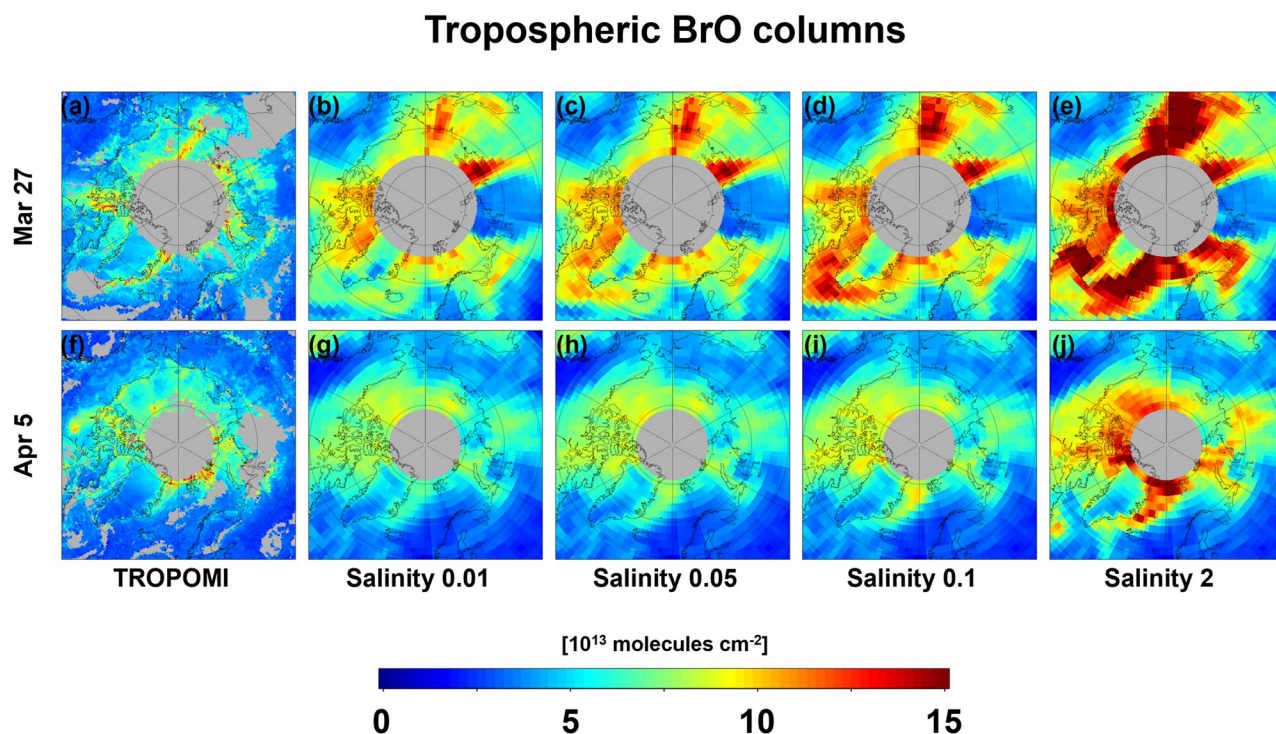 Tropospheric BrO columns
(a) (b) (c) (d) (e)
Mar 27
(f) (g) (h) (i) (j)
Apr 5
TROPOMI Salinity 0.01 Salinity 0.05 Salinity 0.1 Salinity 2
[10¹³ molecules cm⁻²]
0 5 10 15